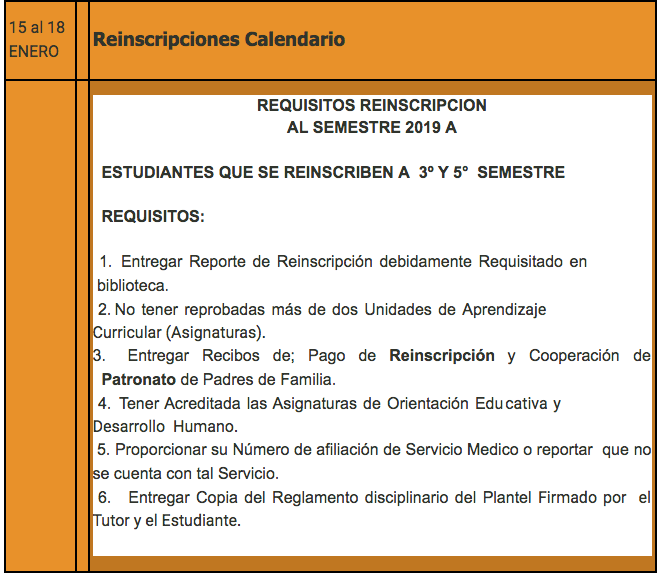 15 al 18
ENERO
Reinscripciones Calendario
REQUISITOS REINSCRIPCION
AL SEMESTRE 2019 A
ESTUDIANTES QUE SE REINSCRIBEN A 3º Y 5º SEMESTRE
REQUISITOS:
1. Entregar Reporte de Reinscripción debidamente Requisitado en
biblioteca.
2. No tener reprobadas más de dos Unidades de Aprendizaje
Curricular (Asignaturas).
3. Entregar Recibos de; Pago de Reinscripción y Cooperación de
Patronato de Padres de Familia.
4. Tener Acreditada las Asignaturas de Orientación Educativa y
Desarrollo Humano.
5. Proporcionar su Número de afiliación de Servicio Medico o reportar que no
se cuenta con tal Servicio.
6. Entregar Copia del Reglamento disciplinario del Plantel Firmado por el
Tutor y el Estudiante.